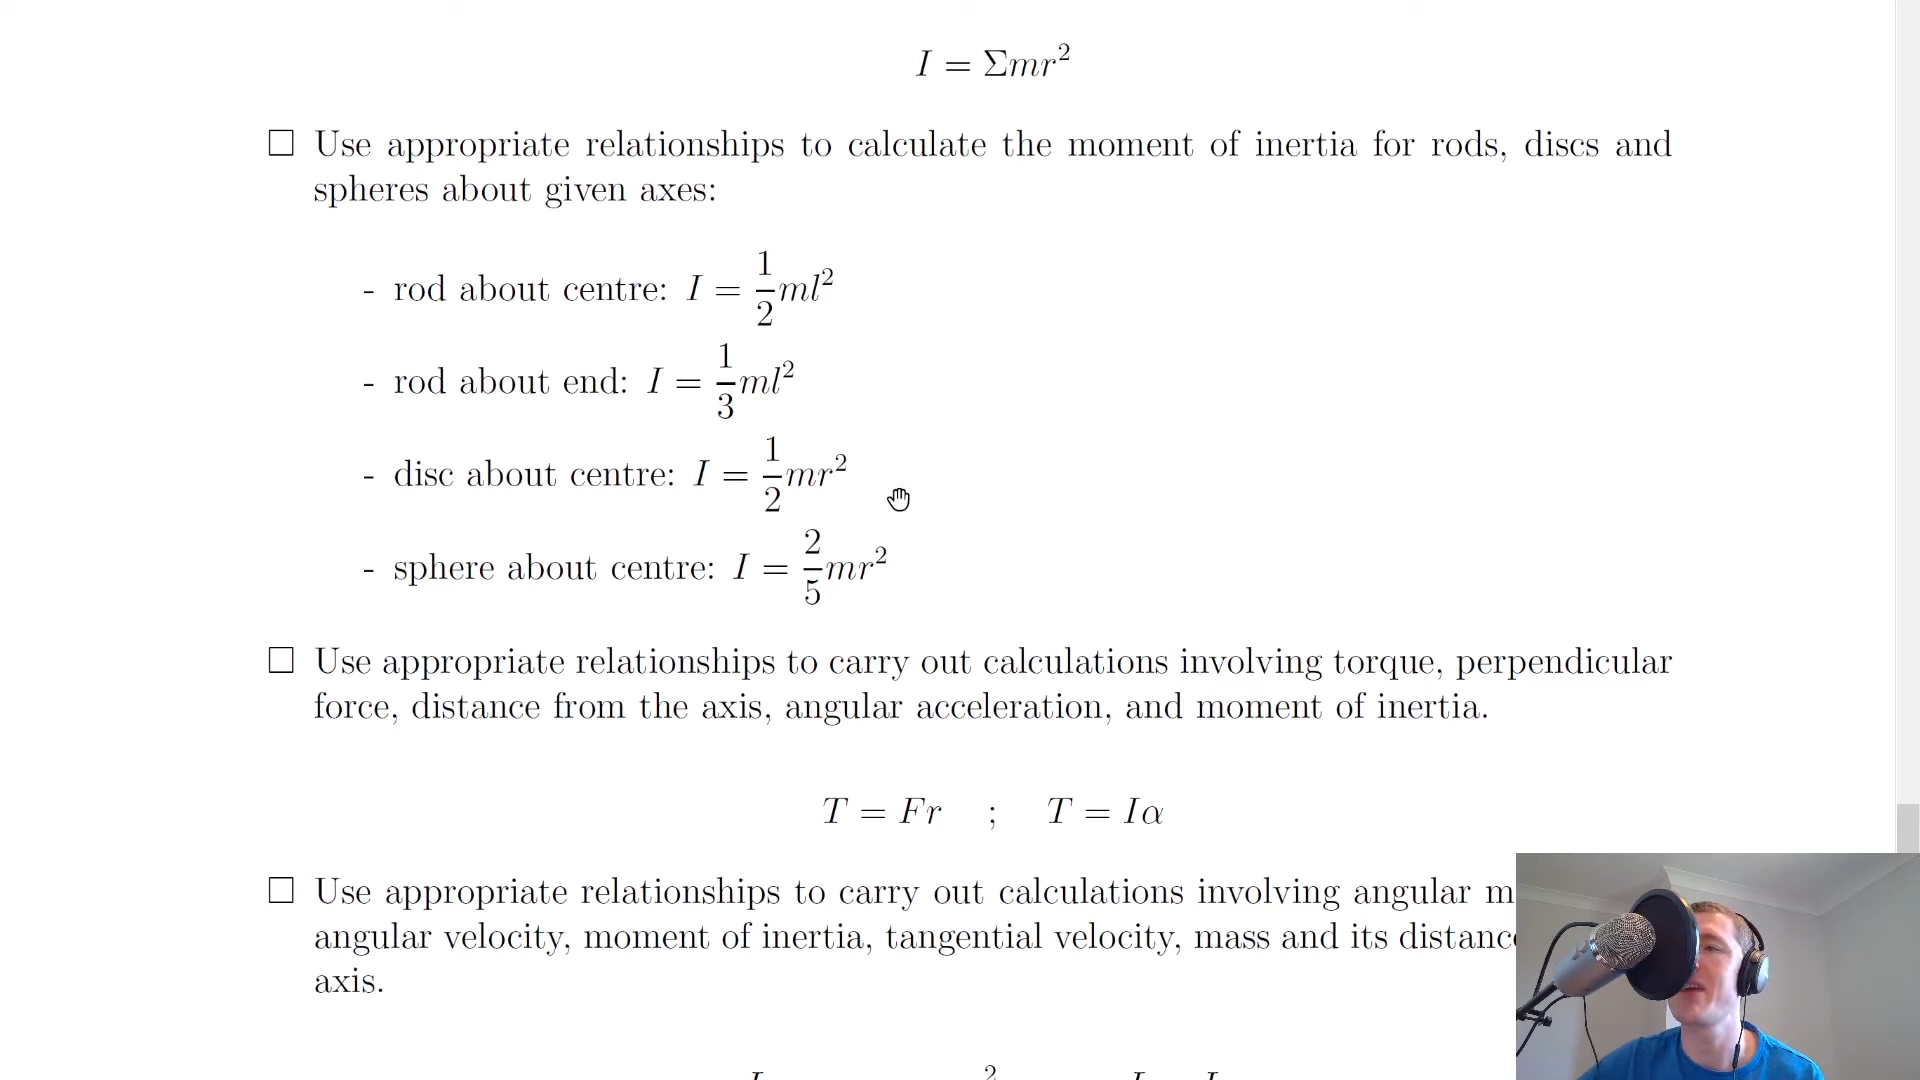 I = Σmr²
□ Use appropriate relationships to calculate the moment of inertia for rods, discs and
spheres about given axes:
- rod about centre: I = 1/2 ml²
- rod about end: I = 1/3 ml²
- disc about centre: I = 1/2 mr²
- sphere about centre: I = 2/5 mr²
□ Use appropriate relationships to carry out calculations involving torque, perpendicular
force, distance from the axis, angular acceleration, and moment of inertia.
T = Fr ; T = Iα
□ Use appropriate relationships to carry out calculations involving angular m
angular velocity, moment of inertia, tangential velocity, mass and its distance
axis.